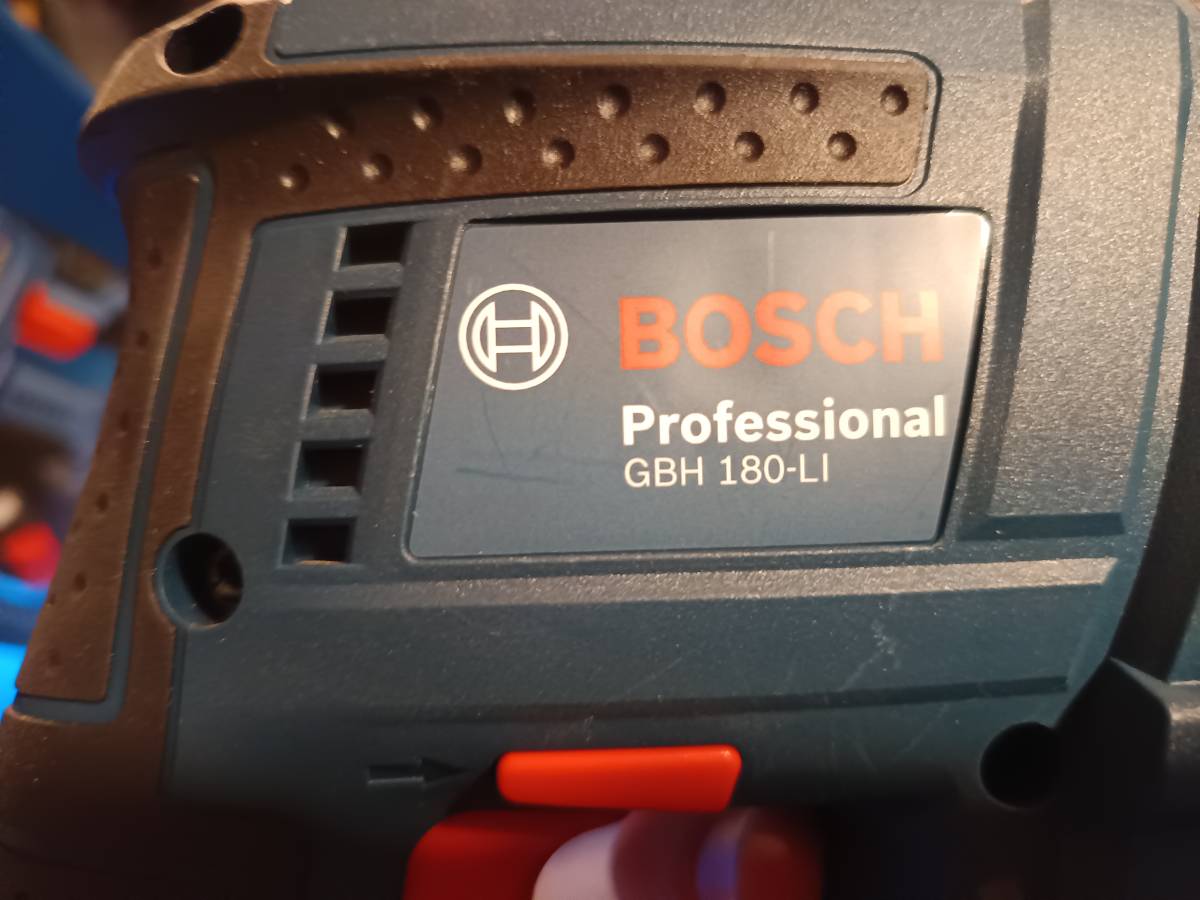 BOSCH
Professional
GBH 180-LI